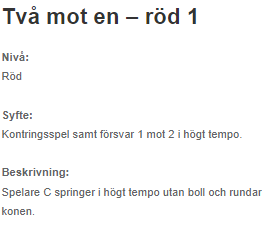 Två mot en – röd 1
Nivå:
Röd
Syfte:
Kontringsspel samt försvar 1 mot 2 i högt tempo.
Beskrivning:
Spelare C springer i högt tempo utan boll och rundar
konen.